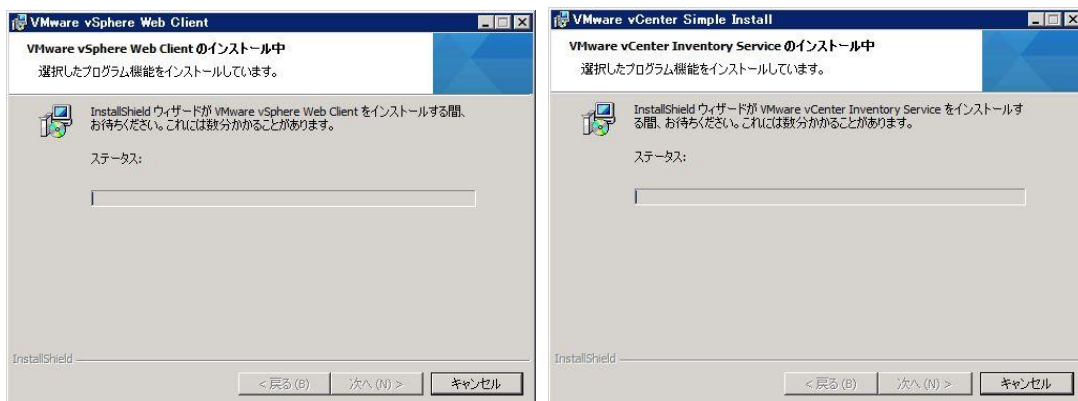 VMware vSphere Web Client
VMware vSphere Web Client のインストール中
選択したプログラム機能をインストールしています。
InstallShield ウィザードが VMware vSphere Web Client をインストールする間、
お待ちください。これには数分かかることがあります。
ステータス:
InstallShield
< 戻る(B)
次へ(N) >
キャンセル
VMware vCenter Simple Install
VMware vCenter Inventory Service のインストール中
選択したプログラム機能をインストールしています。
InstallShield ウィザードが VMware vCenter Inventory Service をインストールす
る間、お待ちください。これには数分かかることがあります。
ステータス:
InstallShield
< 戻る(B)
次へ(N) >
キャンセル